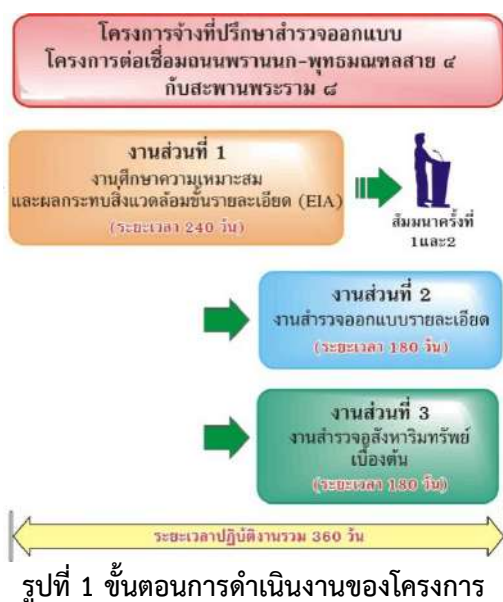 โครงการจ้างที่ปรึกษาสำรวจออกแบบ
โครงการต่อเชื่อมถนนพรานนก-พุทธมณฑลสาย ๔
กับสะพานพระราม ๘
งานส่วนที่ 1
งานศึกษาความเหมาะสม
และผลกระทบสิ่งแวดล้อมขั้นรายละเอียด (EIA)
(ระยะเวลา 240 วัน)
สัมมนาครั้งที่
1และ2
งานส่วนที่ 2
งานสำรวจออกแบบรายละเอียด
(ระยะเวลา 180 วัน)
งานส่วนที่ 3
งานสำรวจอสังหาริมทรัพย์
เบื้องต้น
(ระยะเวลา 180 วัน)
ระยะเวลาปฏิบัติงานรวม 360 วัน
รูปที่ 1 ขั้นตอนการดำเนินงานของโครงการ